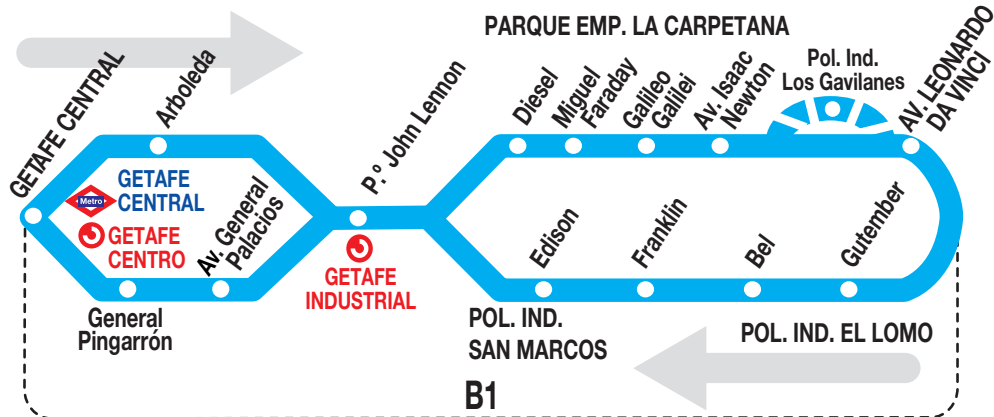 PARQUE EMP. LA CARPETANA
GETAFE CENTRAL
Arboleda
P.º John Lennon
Diesel
Miguel
Faraday
Galileo
Galilei
Av. Isaac
Newton
Pol. Ind.
Los Gavilanes
AV. LEONARDO
DA VINCI
Metro
GETAFE
CENTRAL
GETAFE
CENTRO
Av. General
Palacios
GETAFE
INDUSTRIAL
Edison
Franklin
Bel
Gutember
General
Pingarrón
POL. IND.
SAN MARCOS
POL. IND. EL LOMO
B1